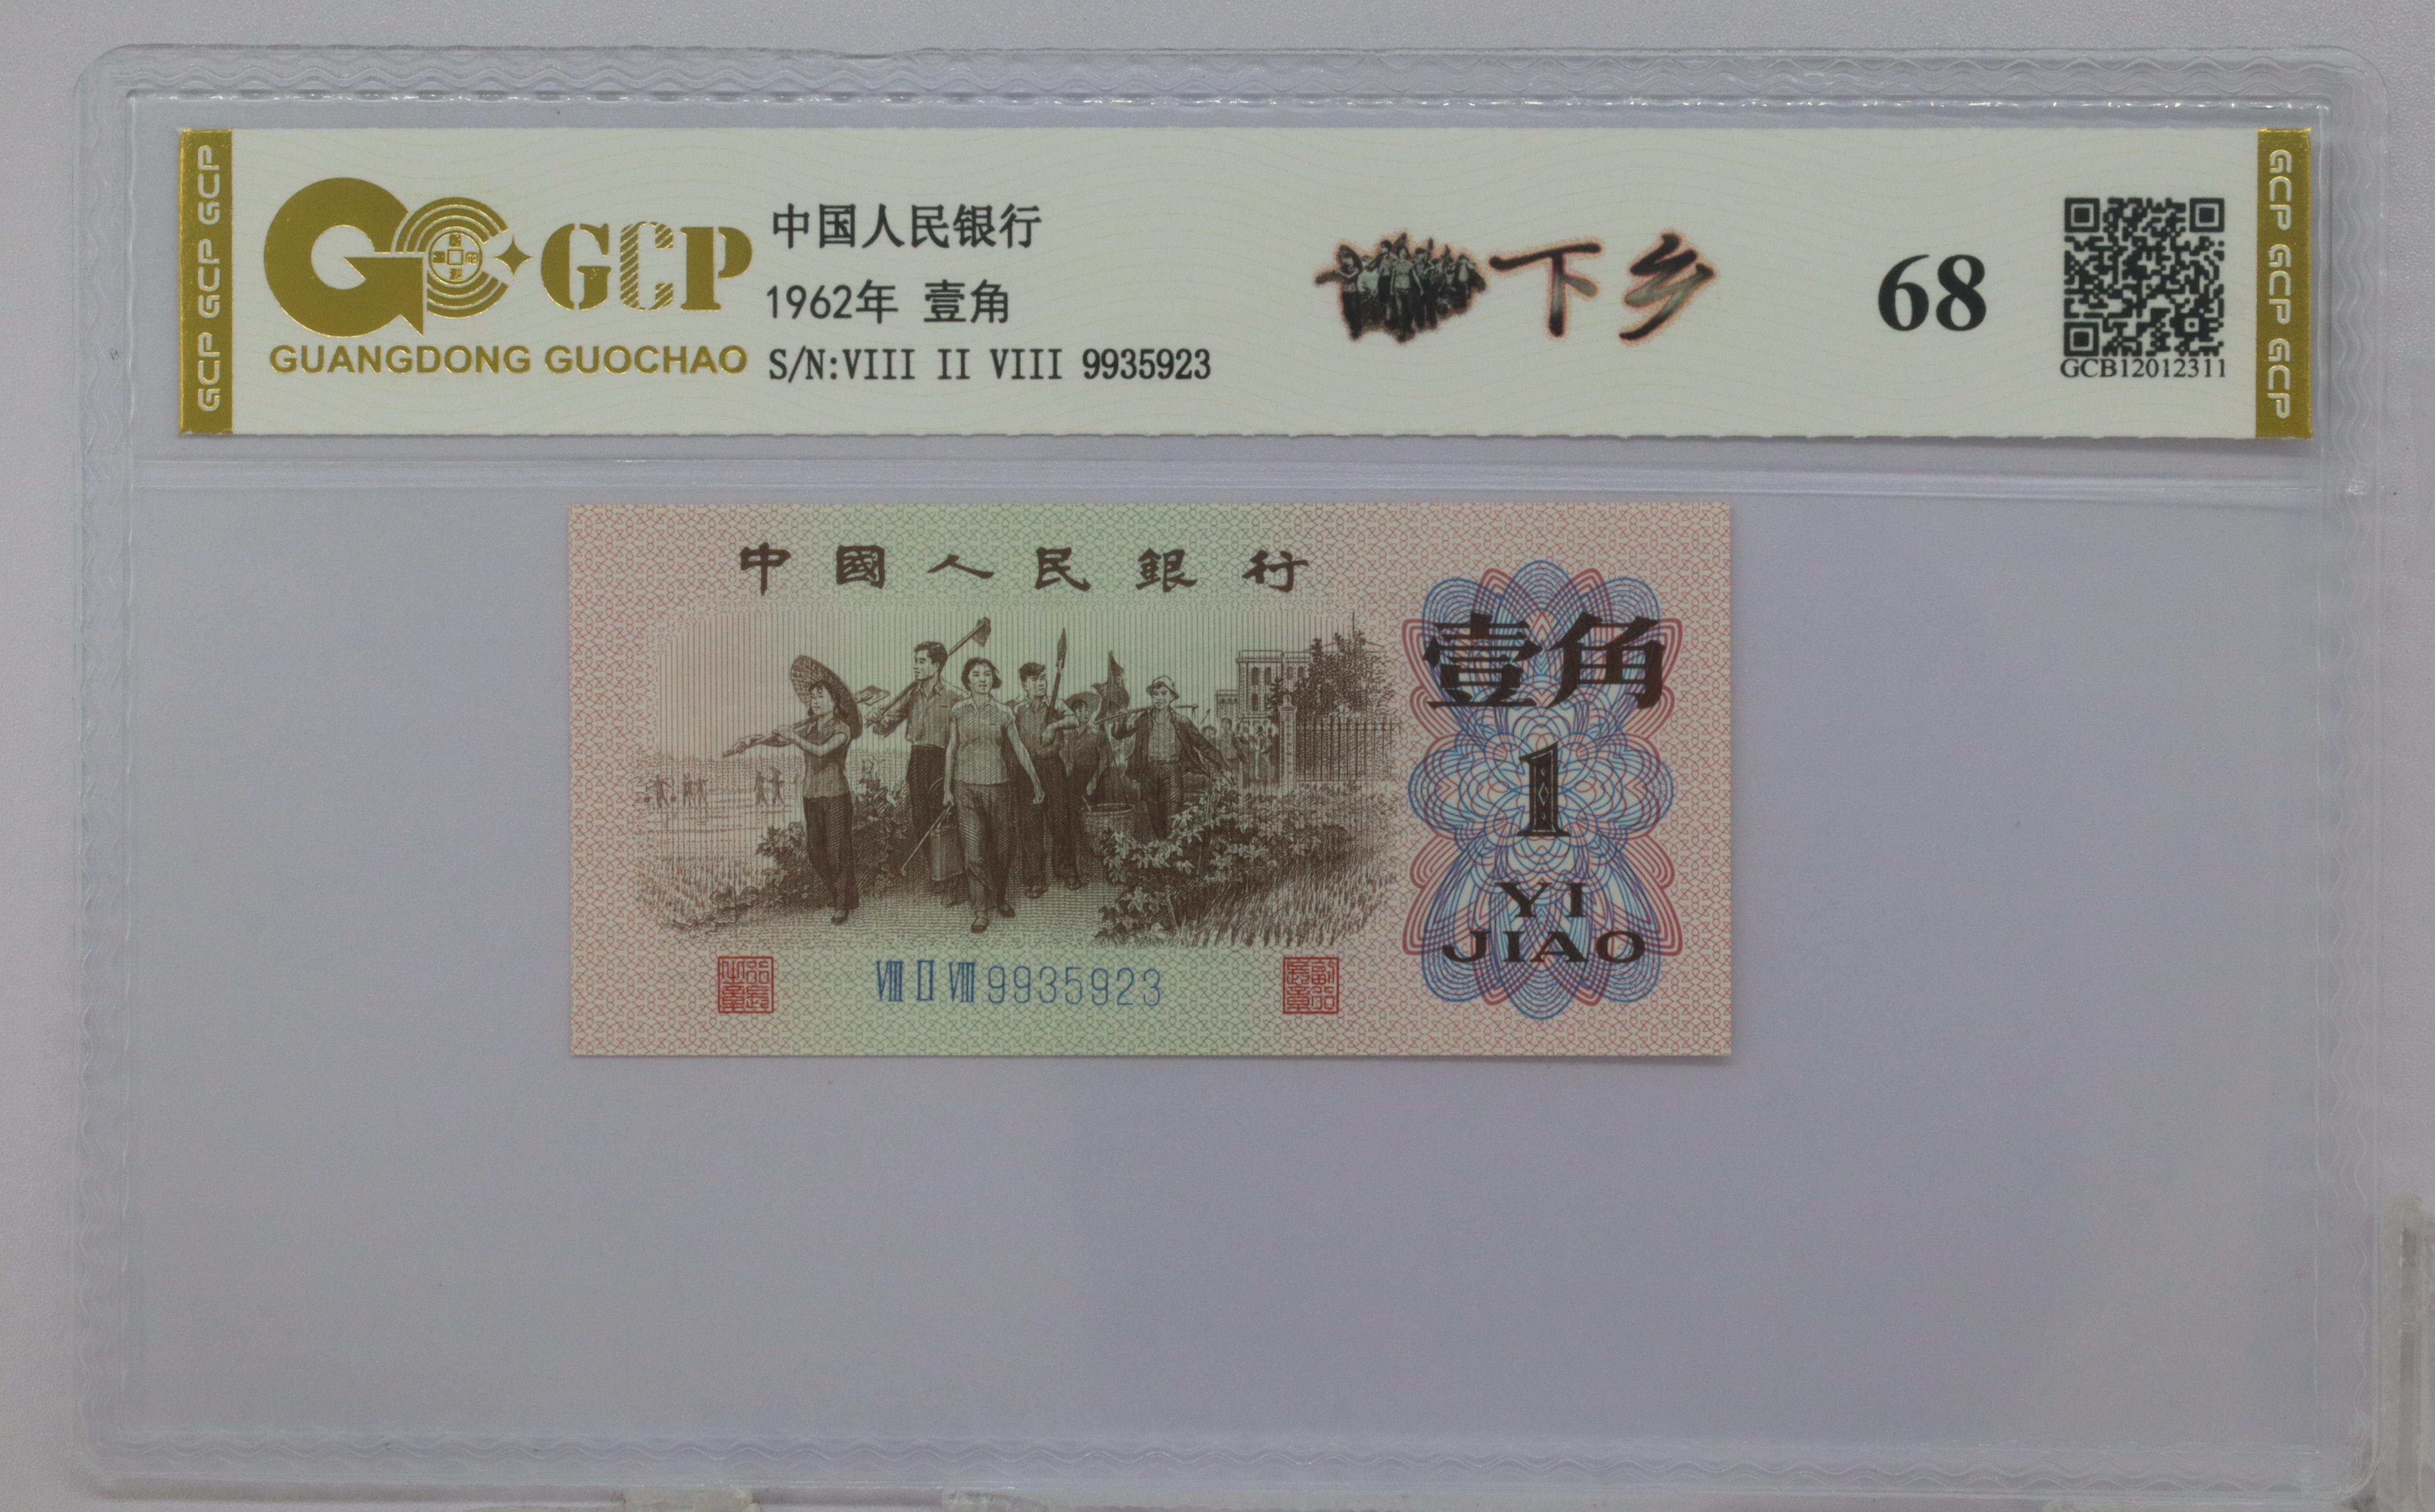 GCP GCP GCP
GCP
GUANGDONG GUOCHAO
中国人民银行
1962年 壹角
S/N:VIII II VIII 9935923
下乡
68
GCB12012311
GCP GCP GCP
中國人民銀行
壹角
1
YI
JIAO
Ⅷ Ⅱ Ⅷ 9935923